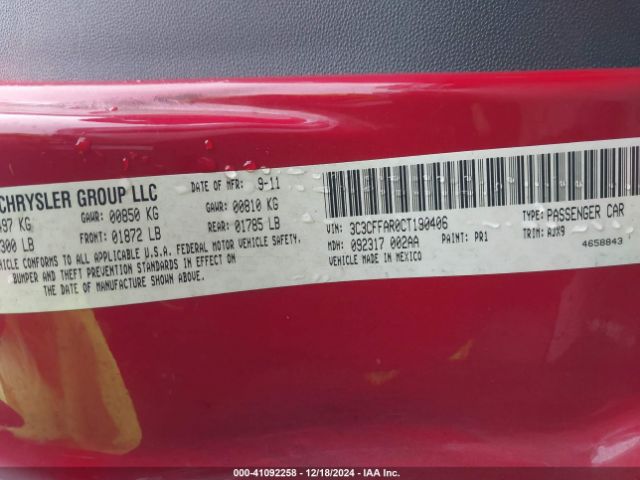 CHRYSLER GROUP LLC DATE OF MFR: 9-11
97 KG GAWR: 00850 KG GAWR: 00810 KG
300 LB FRONT: 01872 LB REAR: 01785 LB
HICLE CONFORMS TO ALL APPLICABLE U.S.A. FEDERAL MOTOR VEHICLE SAFETY,
BUMPER AND THEFT PREVENTION STANDARDS IN EFFECT ON
THE DATE OF MANUFACTURE SHOWN ABOVE.
VIN: 3C3CFFAR0CT190406 TYPE: PASSENGER CAR
MDH: 092317 002AA PAINT: PR1 TRIM: AJX9
VEHICLE MADE IN MEXICO 4658843
000-41092258 - 12/18/2024 - IAA Inc.